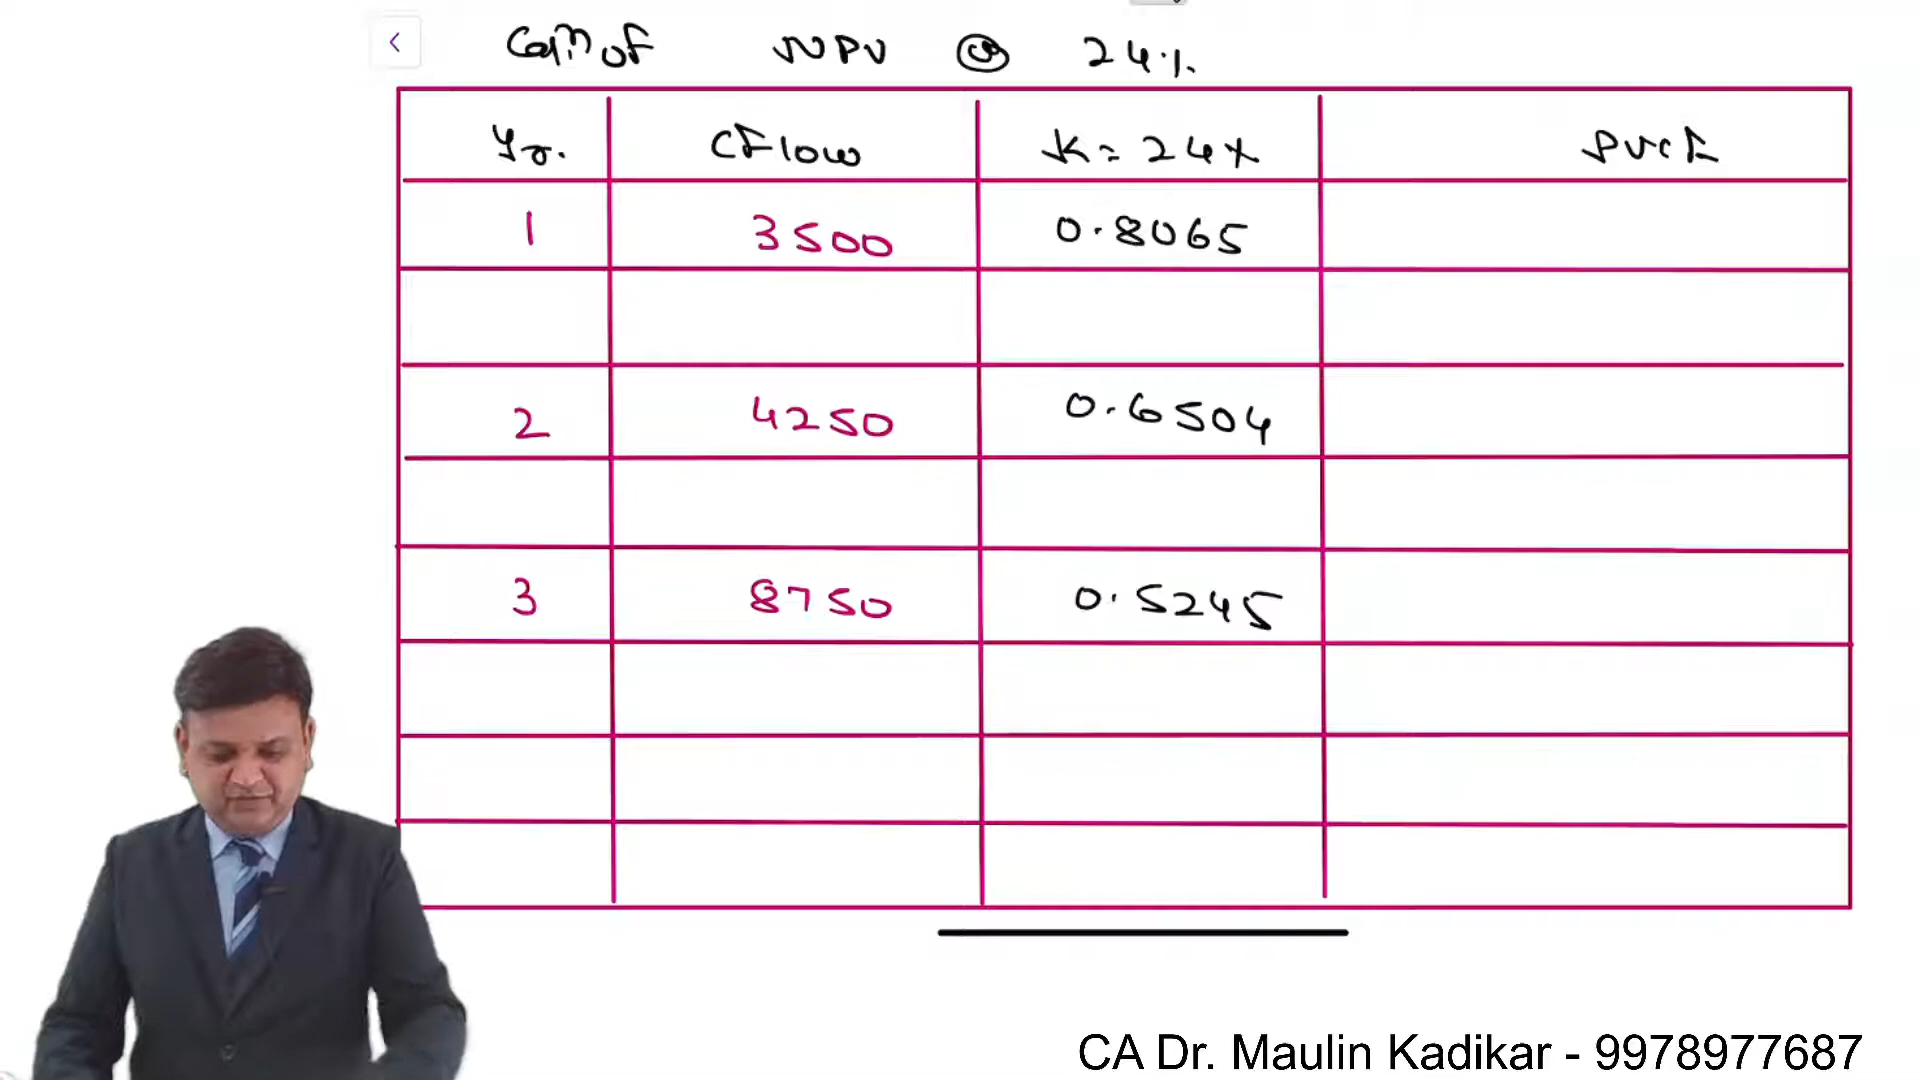 Caln of NPV @ 24%
Yr. CFlow K = 24% PVCF
1 3500 0.8065
2 4250 0.6504
3 8750 0.5245
CA Dr. Maulin Kadikar - 9978977687